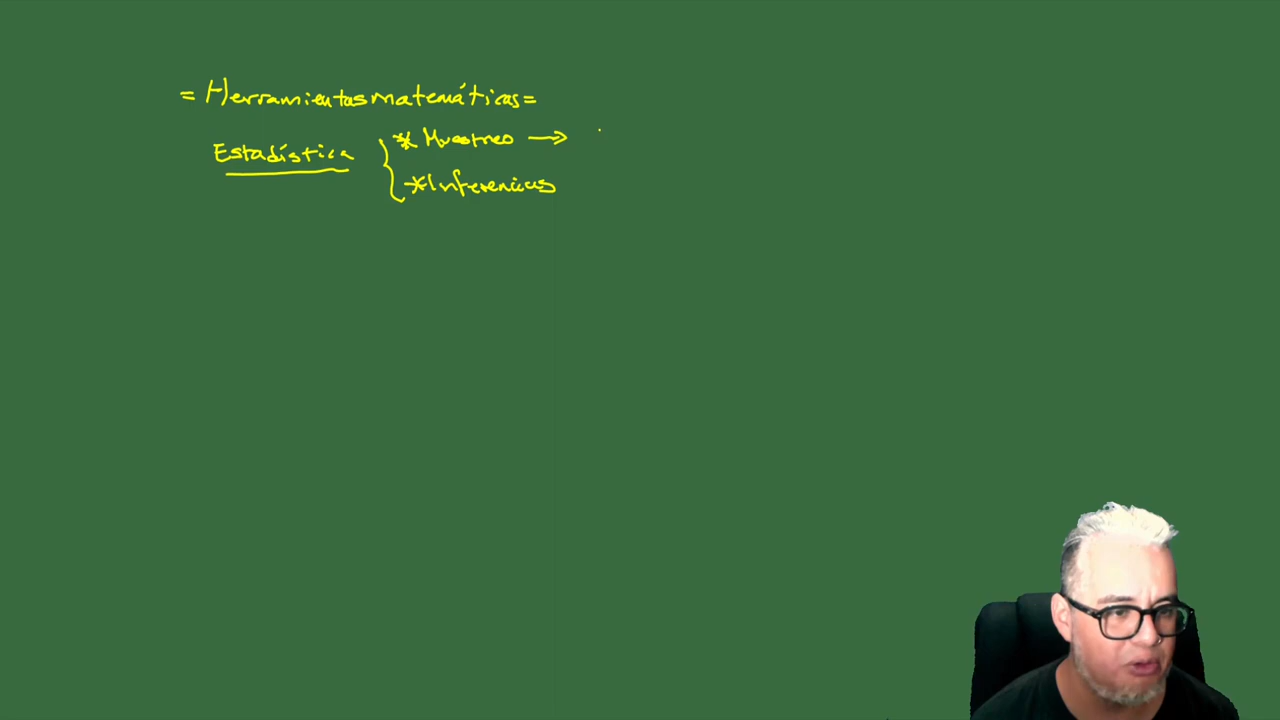 = Herramientas matemáticas =
Estadística { * Muestreo →
* Inferencias